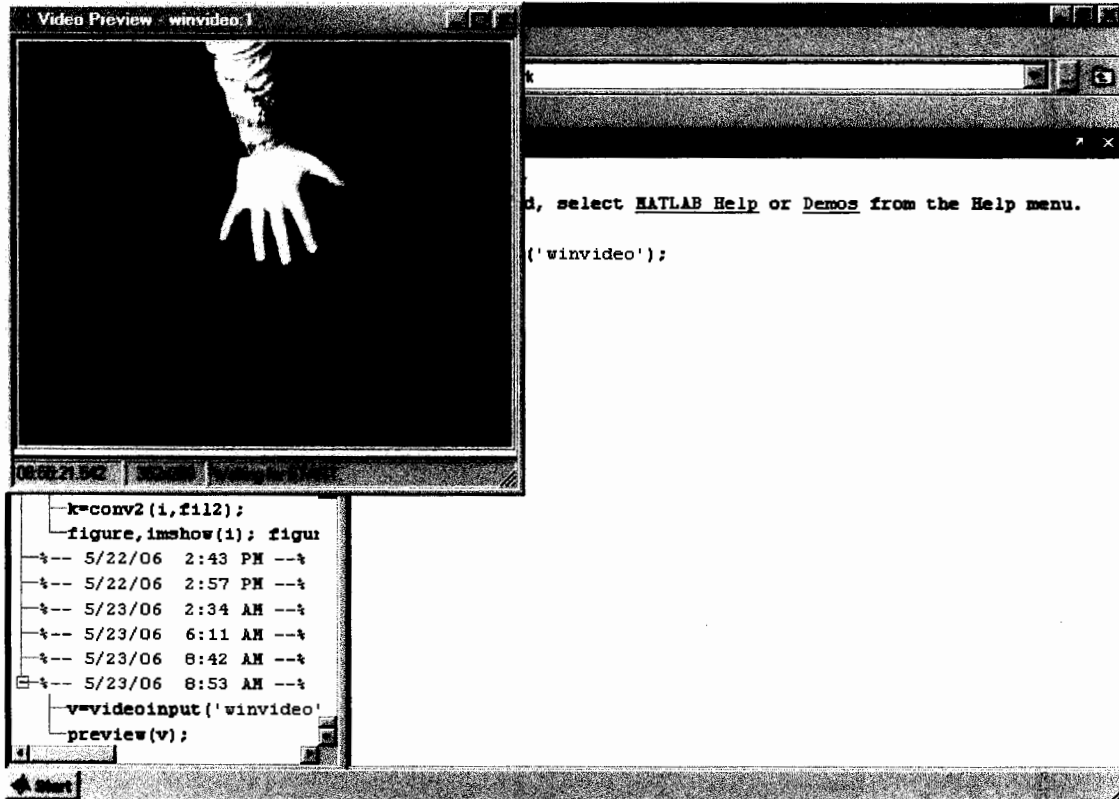 Video Preview - winvideo:1
k
d, select MATLAB Help or Demos from the Help menu.
('winvideo');
k=conv2(i,fil2);
figure,imshow(i); figur
%-- 5/22/06 2:43 PM --%
%-- 5/22/06 2:57 PM --%
%-- 5/23/06 2:34 AM --%
%-- 5/23/06 6:11 AM --%
%-- 5/23/06 8:42 AM --%
%-- 5/23/06 8:53 AM --%
v=videoinput('winvideo'
preview(v);
Start